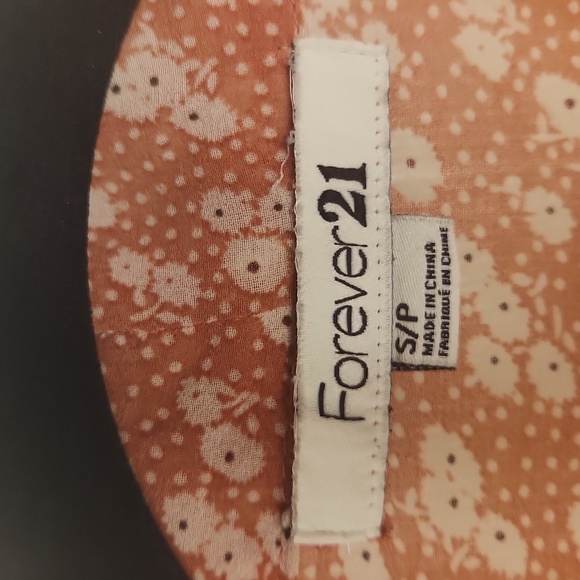 Forever21
S/P
MADE IN CHINA
FABRIQUÉ EN CHINE